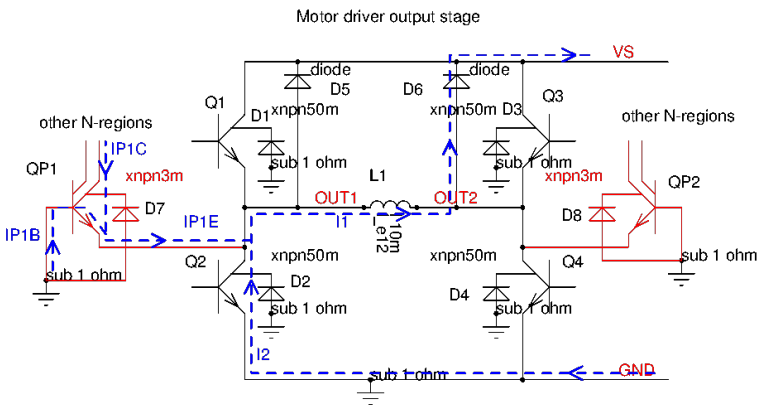 Motor driver output stage
VS
diode
diode
D5
D6
Q1
xnpn50m
xnpn50m
Q3
D1
D3
other N-regions
other N-regions
IP1C
QP1
sub 1 ohm
sub 1 ohm
xnpn3m
L1
xnpn3m
QP2
OUT1
OUT2
D7
D8
IP1B
IP1E
I1
10m
_e12
Q2
xnpn50m
xnpn50m
Q4
sub 1 ohm
sub 1 ohm
D2
D4
sub 1 ohm
sub 1 ohm
I2
sub 1 ohm
GND